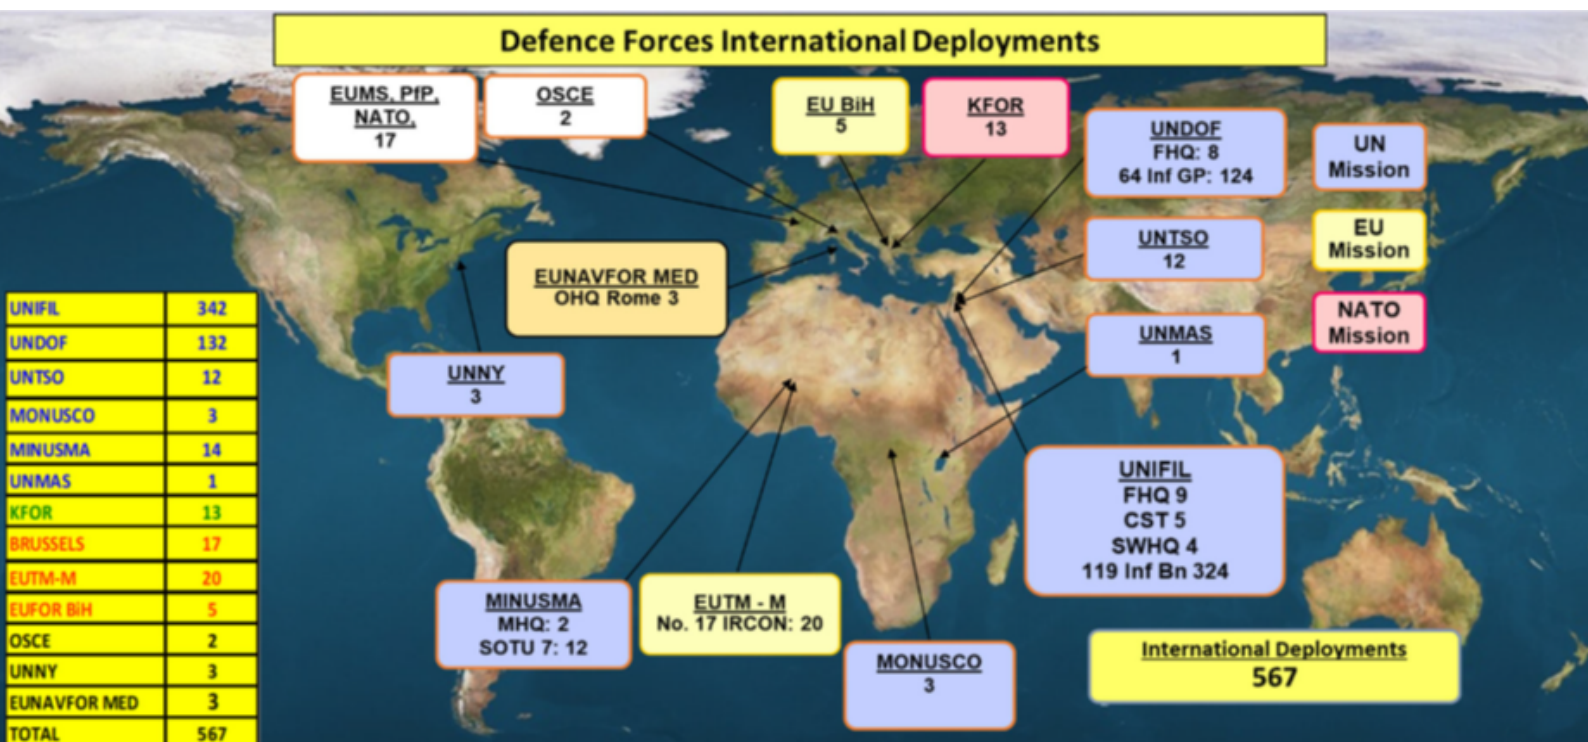 Defence Forces International Deployments
EUMS, PfP,
NATO,
17
OSCE
2
EU BiH
5
KFOR
13
UNDOF
FHQ: 8
64 Inf GP: 124
UN
Mission
UNTSO
12
EU
Mission
EUNAVFOR MED
OHQ Rome 3
UNMAS
1
NATO
Mission
UNNY
3
UNIFIL
FHQ 9
CST 5
SWHQ 4
119 Inf Bn 324
MINUSMA
MHQ: 2
SOTU 7: 12
EUTM - M
No. 17 IRCON: 20
MONUSCO
3
International Deployments
567
UNIFIL 342
UNDOF 132
UNTSO 12
MONUSCO 3
MINUSMA 14
UNMAS 1
KFOR 13
BRUSSELS 17
EUTM-M 20
EUFOR BiH 5
OSCE 2
UNNY 3
EUNAVFOR MED 3
TOTAL 567